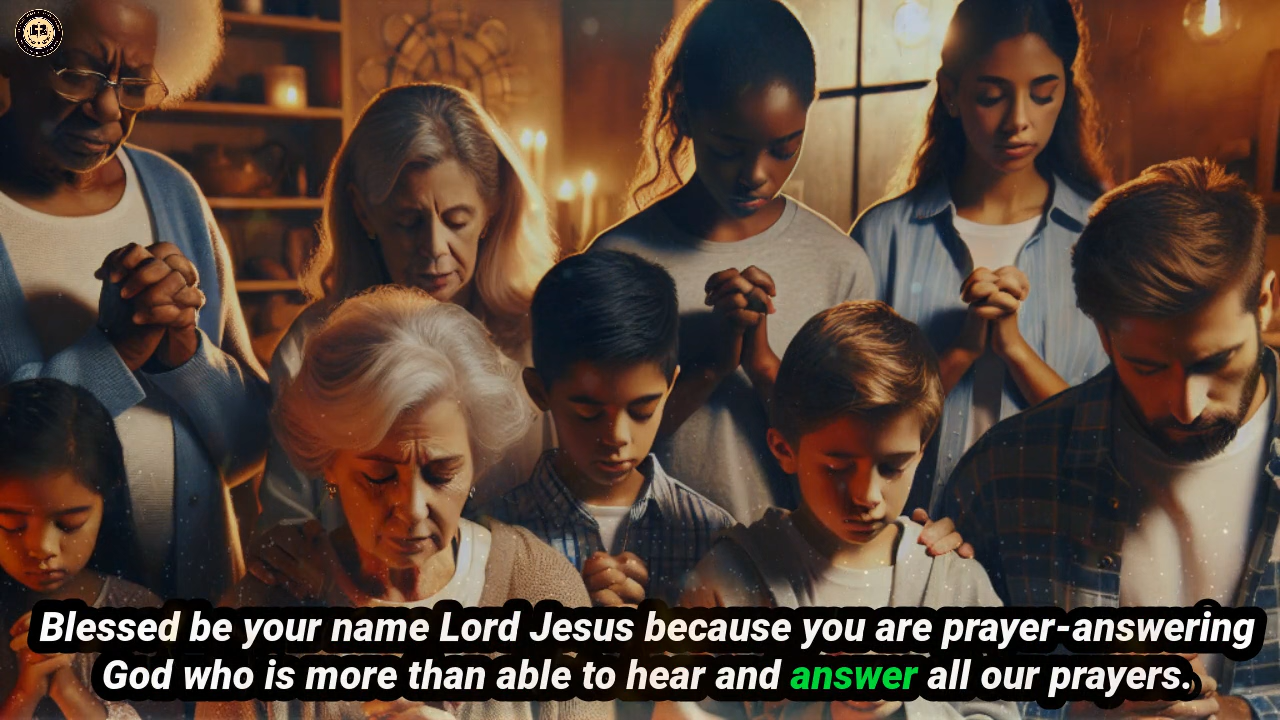 Blessed be your name Lord Jesus because you are prayer-answering
God who is more than able to hear and answer all our prayers.